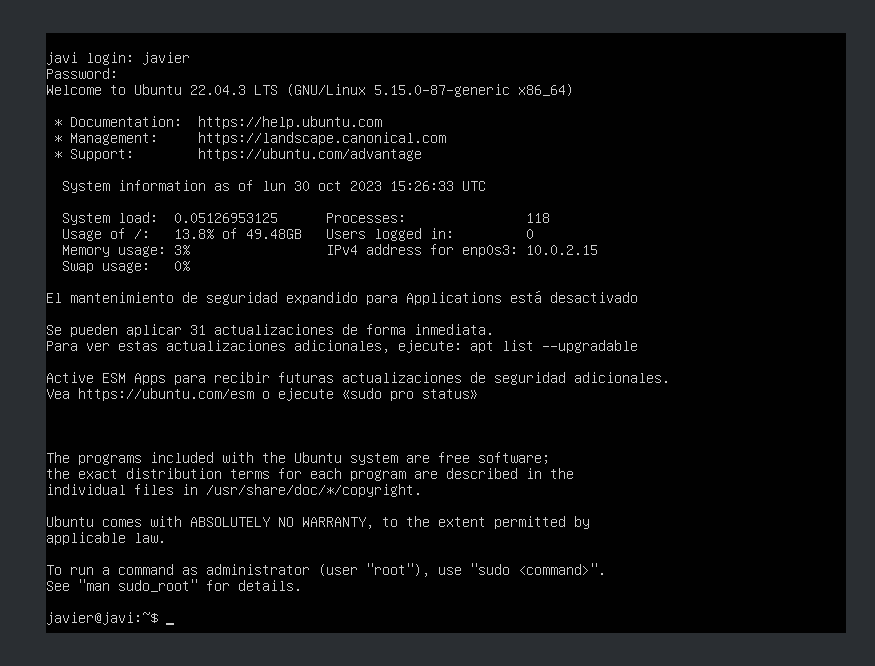 javi login: javier
Password:
Welcome to Ubuntu 22.04.3 LTS (GNU/Linux 5.15.0-87-generic x86_64)
* Documentation:  https://help.ubuntu.com
* Management:     https://landscape.canonical.com
* Support:        https://ubuntu.com/advantage
System information as of lun 30 oct 2023 15:26:33 UTC
System load:  0.05126953125      Processes:               118
Usage of /:   13.8% of 49.48GB   Users logged in:         0
Memory usage: 3%                 IPv4 address for enp0s3: 10.0.2.15
Swap usage:   0%
El mantenimiento de seguridad expandido para Applications está desactivado
Se pueden aplicar 31 actualizaciones de forma inmediata.
Para ver estas actualizaciones adicionales, ejecute: apt list --upgradable
Active ESM Apps para recibir futuras actualizaciones de seguridad adicionales.
Vea https://ubuntu.com/esm o ejecute «sudo pro status»
The programs included with the Ubuntu system are free software;
the exact distribution terms for each program are described in the
individual files in /usr/share/doc/*/copyright.
Ubuntu comes with ABSOLUTELY NO WARRANTY, to the extent permitted by
applicable law.
To run a command as administrator (user "root"), use "sudo <command>".
See "man sudo_root" for details.
javier@javi:~$ _